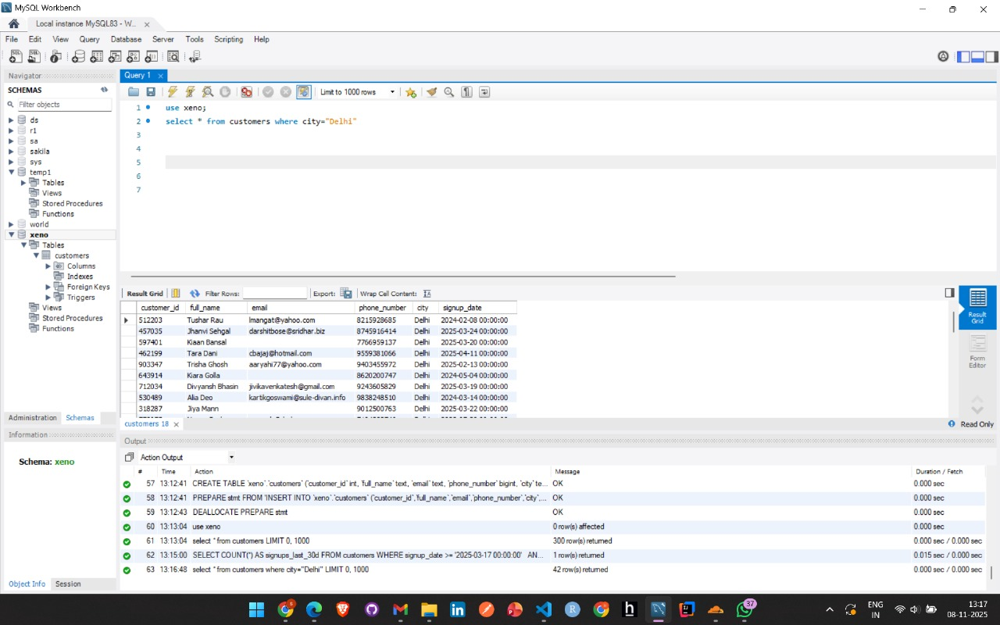 MySQL Workbench
Local instance MySQL83 - W...
File Edit View Query Database Server Tools Scripting Help
Navigator
SCHEMAS
Filter objects
ds
r1
sa
sakila
sys
temp1
Tables
Views
Stored Procedures
Functions
world
xeno
Tables
customers
Columns
Indexes
Foreign Keys
Triggers
Views
Stored Procedures
Functions
Administration Schemas
Information
Schema: xeno
Object Info Session
Query 1
Limit to 1000 rows
1 use xeno;
2 select * from customers where city="Delhi"
3
4
5
6
7
Result Grid Filter Rows: Export: Wrap Cell Content:
customer_id full_name email phone_number city signup_date
512203 Tushar Rau lmangat@yahoo.com 8215928685 Delhi 2024-02-08 00:00:00
457035 Jhanvi Sehgal darshitbose@sridhar.biz 8745916414 Delhi 2025-03-24 00:00:00
597401 Kiaan Bansal 7766959137 Delhi 2025-03-20 00:00:00
462199 Tara Dani cbajaj@hotmail.com 9559381066 Delhi 2025-04-11 00:00:00
903347 Trisha Ghosh aaryahi77@yahoo.com 9403455972 Delhi 2025-02-13 00:00:00
643914 Kiara Golla 8620200747 Delhi 2024-05-04 00:00:00
712034 Divyansh Bhasin jivikavenkatesh@gmail.com 9243605829 Delhi 2025-03-19 00:00:00
530489 Alia Deo kartikgoswami@sule-divan.info 9838248510 Delhi 2024-03-14 00:00:00
318287 Jiya Mann 9012500763 Delhi 2025-03-22 00:00:00
Result
Grid
Form
Editor
customers 18
Read Only
Output
Action Output
# Time Action Message Duration / Fetch
57 13:12:41 CREATE TABLE `xeno`.`customers` (`customer_id` int, `full_name` text, `email` text, `phone_number` bigint, `city` te... OK 0.000 sec
58 13:12:41 PREPARE stmt FROM 'INSERT INTO `xeno`.`customers` (`customer_id`,`full_name`,`email`,`phone_number`,`city`,... OK 0.000 sec
59 13:12:43 DEALLOCATE PREPARE stmt OK 0.000 sec
60 13:13:04 use xeno 0 row(s) affected 0.000 sec
61 13:13:04 select * from customers LIMIT 0, 1000 300 row(s) returned 0.000 sec / 0.000 sec
62 13:15:00 SELECT COUNT(*) AS signups_last_30d FROM customers WHERE signup_date >= '2025-03-17 00:00:00' AN... 1 row(s) returned 0.015 sec / 0.000 sec
63 13:16:48 select * from customers where city="Delhi" LIMIT 0, 1000 42 row(s) returned 0.000 sec / 0.000 sec
37
ENG
IN
13:17
08-11-2025